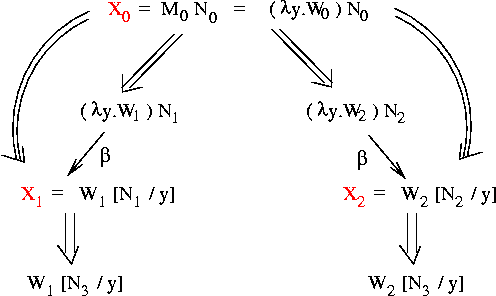 X₀ = M₀ N₀ = ( λy.W₀ ) N₀
( λy.W₁ ) N₁ ( λy.W₂ ) N₂
β β
X₁ = W₁ [N₁ / y] X₂ = W₂ [N₂ / y]
W₁ [N₃ / y] W₂ [N₃ / y]